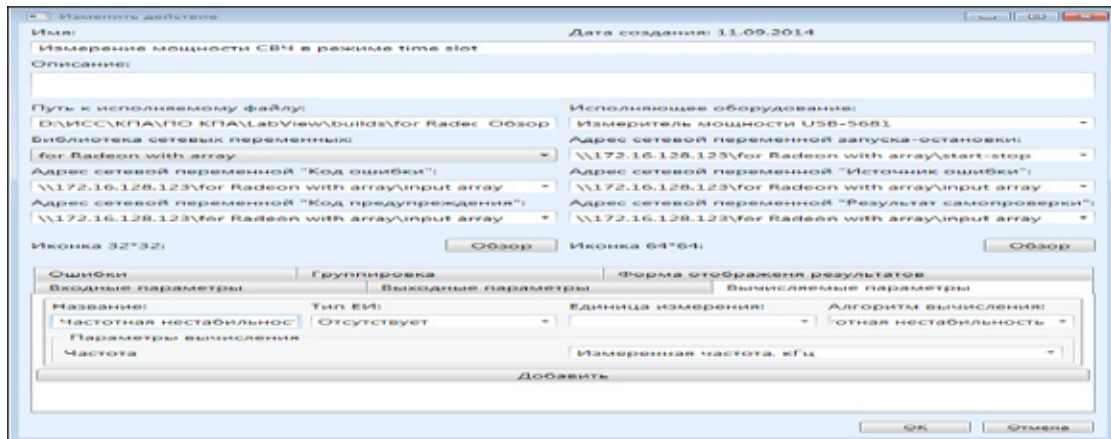 Изменить действие
Имя: Дата создания: 11.09.2014
Измерение мощности СВЧ в режиме time slot
Описание:
Путь к исполняемому файлу: Исполняющее оборудование:
D:\ИСС\КПА\ПО КПА\LabView\builds\for Radec Обзор Измеритель мощности USB-5681
Библиотека сетевых переменных: Адрес сетевой переменной запуска-остановки:
for Radeon with array \\172.16.128.123\for Radeon with array\start-stop
Адрес сетевой переменной "Код ошибки": Адрес сетевой переменной "Источник ошибки":
\\172.16.128.123\for Radeon with array\input array \\172.16.128.123\for Radeon with array\input array
Адрес сетевой переменной "Код предупреждения": Адрес сетевой переменной "Результат самопроверки":
\\172.16.128.123\for Radeon with array\input array \\172.16.128.123\for Radeon with array\input array
Иконка 32*32: Обзор Иконка 64*64: Обзор
Ошибки Группировка Форма отображеня результатов
Входные параметры Выходные параметры Вычисляемые параметры
Название: Тип ЕИ: Единица измерения: Алгоритм вычисления:
Частотная нестабильнос Отсутствует отная нестабильность
Параметры вычисления
Частота Измеренная частота, кГц
Добавить
ОК Отмена